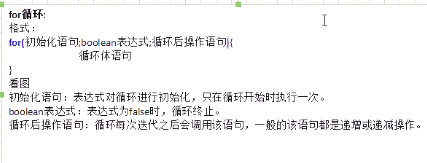 for循环:
格式：
for(初始化语句;boolean表达式;循环后操作语句){
循环体语句
}
看图
初始化语句：表达式对循环进行初始化，只在循环开始时执行一次。
boolean表达式：表达式为false时，循环终止。
循环后操作语句：循环每次迭代之后会调用该语句，一般的该语句都是递增或递减操作。